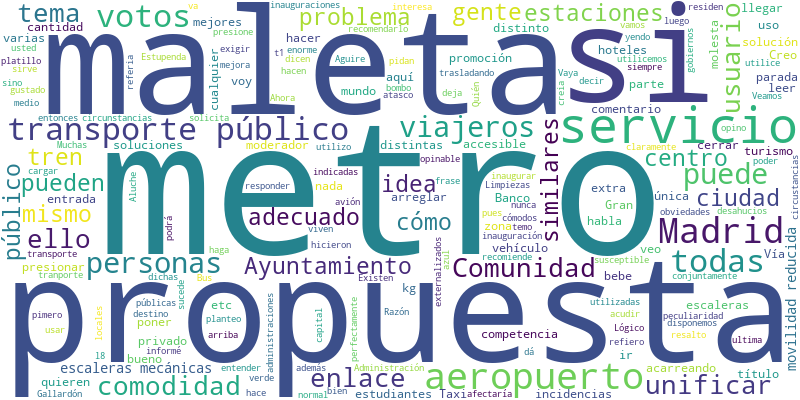 maletas
si
metro
propuesta
servicio
aeropuerto
Madrid
transporte público
viajeros
personas
Comunidad
Ayuntamiento
comodidad
enlace
unificar
todas
puede
ciudad
centro
usuario
estaciones
gente
problema
votos
tema
tren
pueden
mismo
ello
público
idea
adecuado
cómo
similares
movilidad reducida
escaleras mecánicas
estudiantes
incidencias
título
escaleras
competencia
vehículo
Banco
zona
habla
extra
Gran
Vía
única
veo
bebe
kg
turismo
cerrar
accesible
comentario
parte
hoteles
promoción
distinto
llegar
uso
solución
Creo
parada
leer
molesta
siempre
gobiernos
residen
luego
interesa
vamos
yendo
utilicemos
decir
utilice
Vaya
Quién
deja
trasladando
pidan
bombo
atasco
Aguire
dicen
hacen
enorme
recomendarlo
inauguraciones
va
mejores
presione
exigir
mejora
voy
hacer
aquí
mundo
Ahora
cualquier
Estupenda
referia
varias
cantidad
usted
platillo
sirve
sino
gustado
medio
entonces
circunstancias
solicita
Muchas
soluciones
utilizo
moderador
distintas
opinable
indicadas
responder
nada
arreglar
frase
inaugurar
Limpiezas
nunca
cómodos
pues
temo
inauguración
avión
viven
hicieron
haga
podrá
Aluche
cargar
entrada
presionar
transporte
tranporte
dichas
Bus
Existen
externalizados
azul
recomiende
susceptible
conjuntamente
utilizadas
acudir
peculiaridad
disponemos
Lógico
refiero
resalto
ultima
ir
dá
acarreando
afectaría
Taxi
Razón
Administración
perfectamente
capital
además
normal
bien
administraciones
verde
hace
entender
informé
arriba
planteo
etc
sucede
públicas
destino
poner
privado
bueno
locales
pimero
usar
18
quieren
Gallardón
claramente
opino
poder
obviedades
desahucios
circunstancias
Veamos
creia
tl